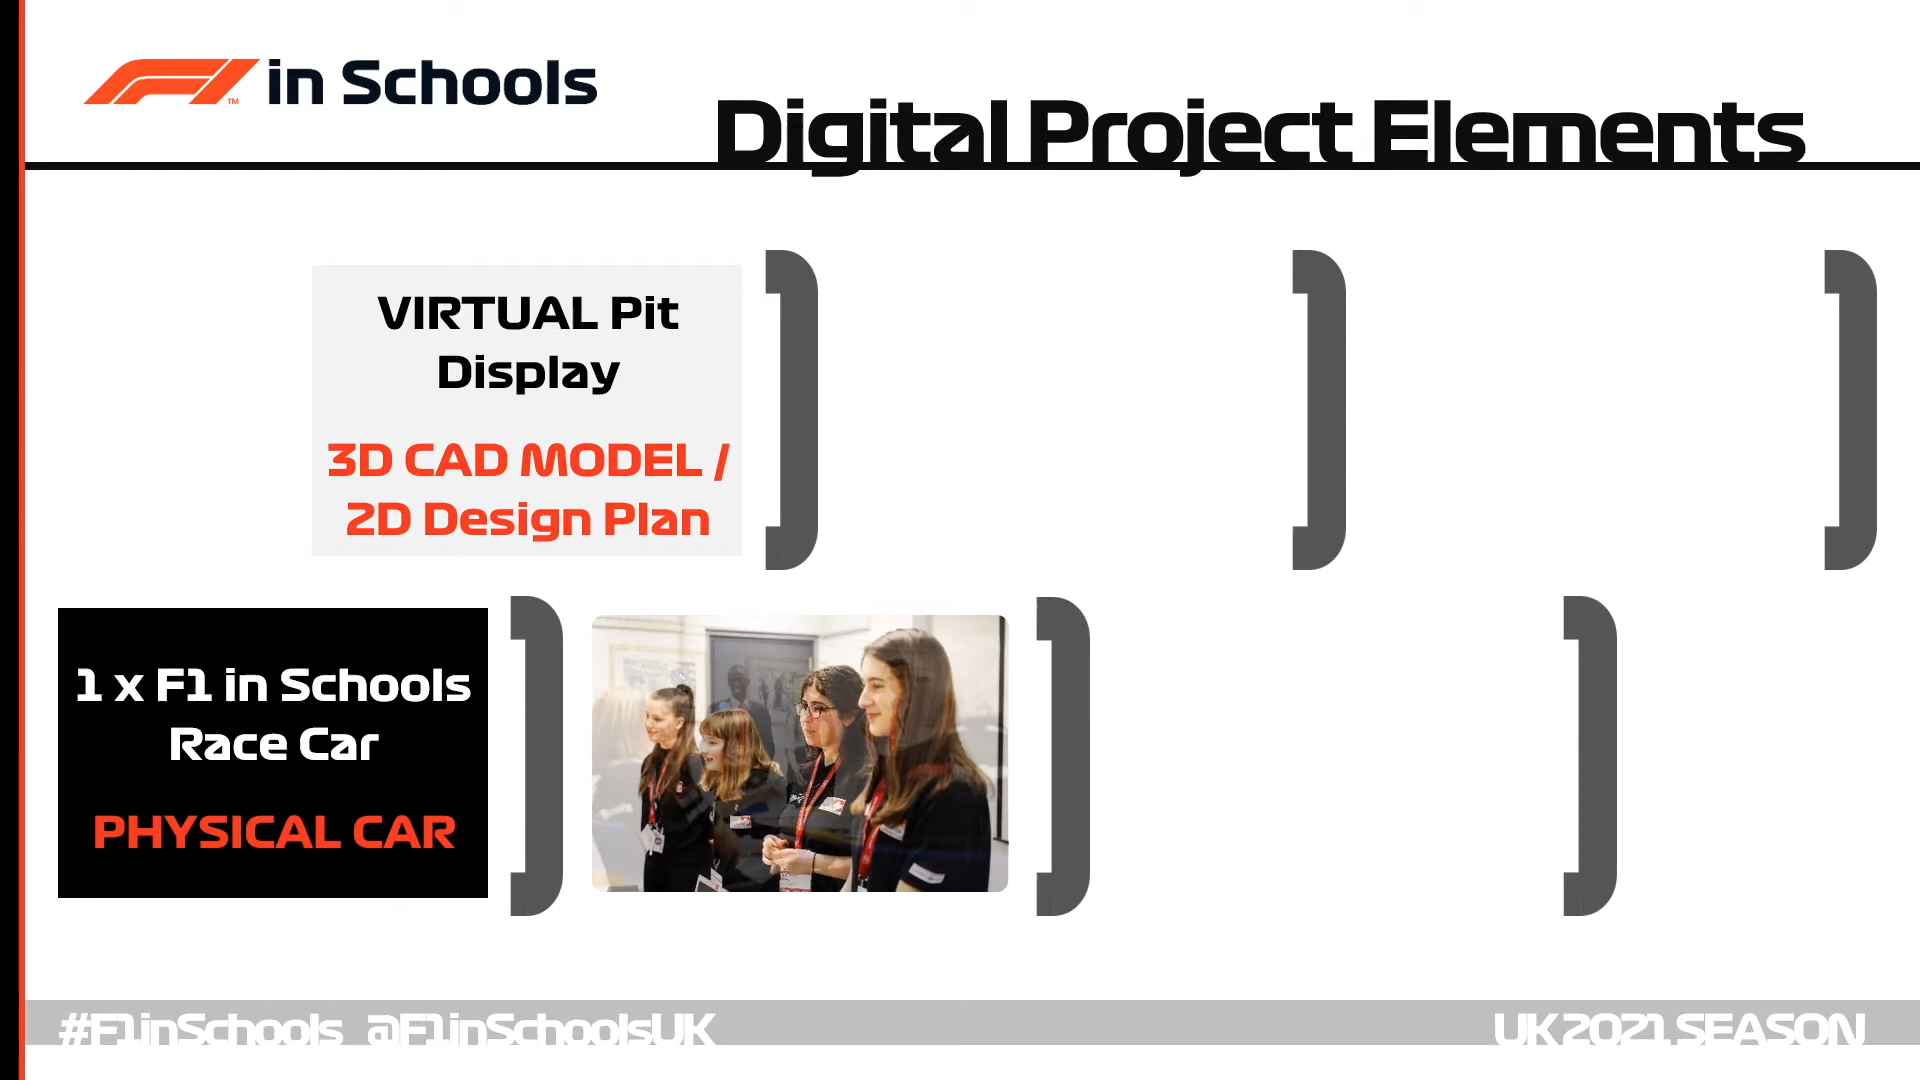 F1 in Schools
Digital Project Elements
VIRTUAL Pit
Display
3D CAD MODEL /
2D Design Plan
1 x F1 in Schools
Race Car
PHYSICAL CAR
#F1inSchools @F1inSchoolsUK
UK 2021 SEASON